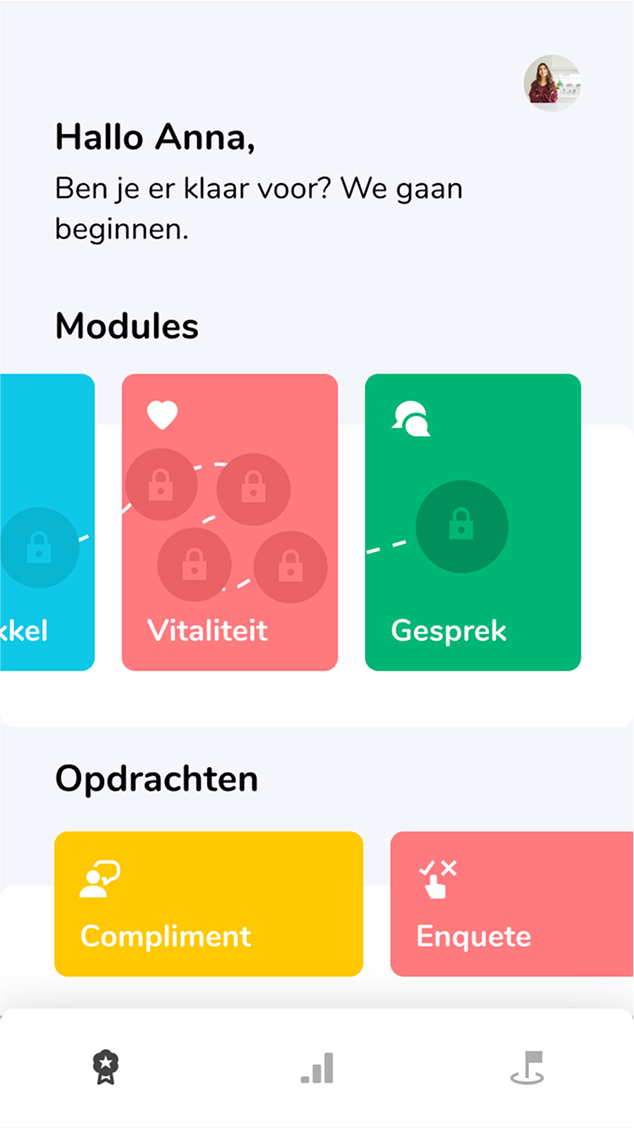 Hallo Anna,
Ben je er klaar voor? We gaan
beginnen.
Modules
kkel
Vitaliteit
Gesprek
Opdrachten
Compliment
Enquete